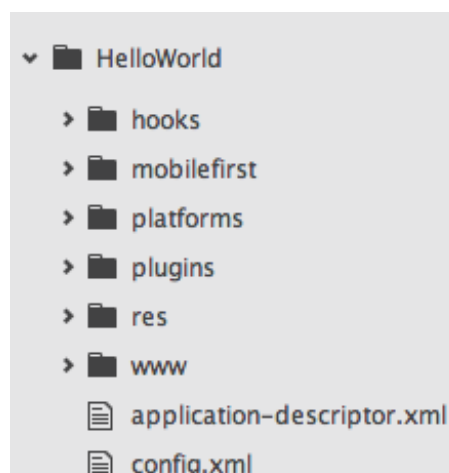 HelloWorld
hooks
mobilefirst
platforms
plugins
res
www
application-descriptor.xml
config.xml